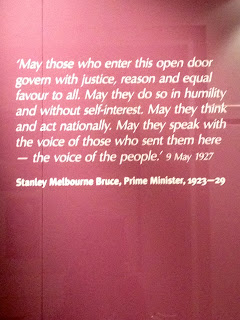 ‘May those who enter this open door
govern with justice, reason and equal
favour to all. May they do so in humility
and without self-interest. May they think
and act nationally. May they speak with
the voice of those who sent them here
— the voice of the people.’ 9 May 1927
Stanley Melbourne Bruce, Prime Minister, 1923—29